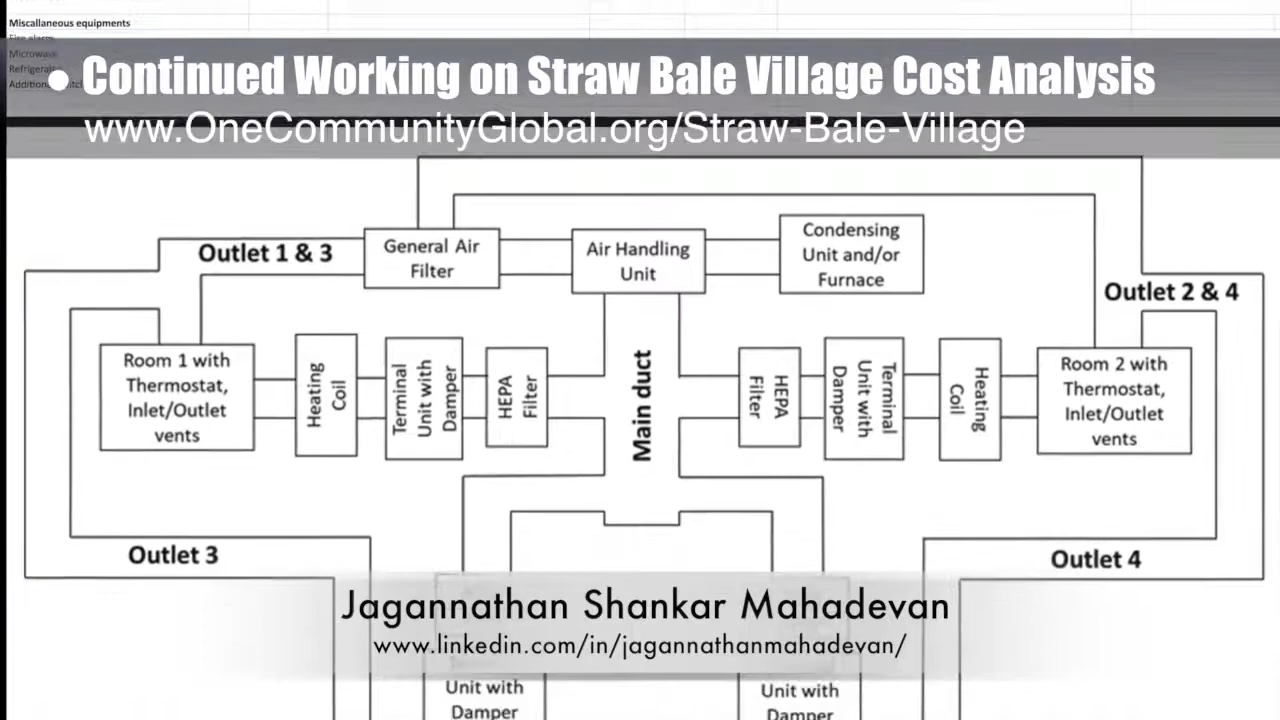 Miscallaneous equipments
Fire alarm
Microwave
• Continued Working on Straw Bale Village Cost Analysis
www.OneCommunityGlobal.org/Straw-Bale-Village
Outlet 1 & 3
General Air
Filter
Air Handling
Unit
Condensing
Unit and/or
Furnace
Outlet 2 & 4
Room 1 with
Thermostat,
Inlet/Outlet
vents
Heating
Coil
Terminal
Unit with
Damper
HEPA
Filter
Main duct
HEPA
Filter
Terminal
Unit with
Damper
Heating
Coil
Room 2 with
Thermostat,
Inlet/Outlet
vents
Outlet 3
Outlet 4
Jagannathan Shankar Mahadevan
www.linkedin.com/in/jagannathanmahadevan/
Unit with
Damper
Unit with
Damper